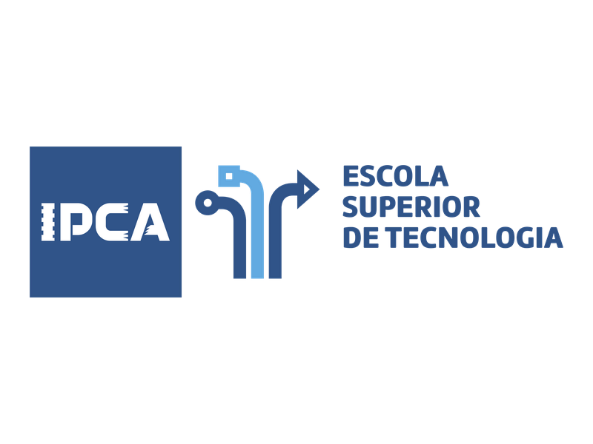 IPCA
ESCOLA
SUPERIOR
DE TECNOLOGIA